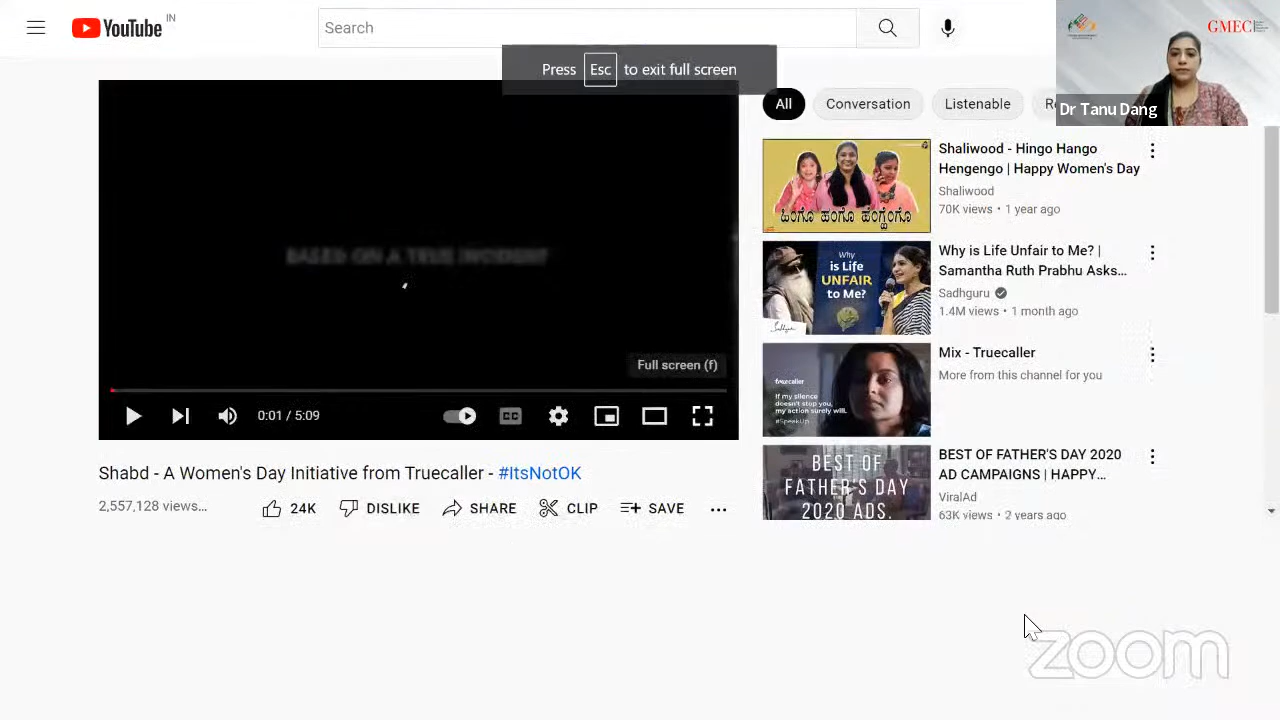 YouTube IN
Search
Press Esc to exit full screen
GMEC
Dr Tanu Dang
All
Conversation
Listenable
BASED ON A TRUE INCIDENT
Full screen (f)
0:01 / 5:09
CC
Shabd - A Women's Day Initiative from Truecaller - #ItsNotOK
2,557,128 views...
24K
DISLIKE
SHARE
CLIP
SAVE
ಹಿಂಗೂ ಹಂಗೂ ಹೆಂಗ್ಹೆಂಗೂ
Shaliwood - Hingo Hango
Hengengo | Happy Women's Day
Shaliwood
70K views • 1 year ago
Why
is Life
UNFAIR
to Me?
Why is Life Unfair to Me? |
Samantha Ruth Prabhu Asks...
Sadhguru
1.4M views • 1 month ago
truecaller
If my silence
doesn't stop you,
my action surely will.
#SpeakUp
Mix - Truecaller
More from this channel for you
BEST OF
FATHER'S DAY
2020 ADS.
BEST OF FATHER'S DAY 2020
AD CAMPAIGNS | HAPPY...
ViralAd
63K views • 2 years ago
zoom